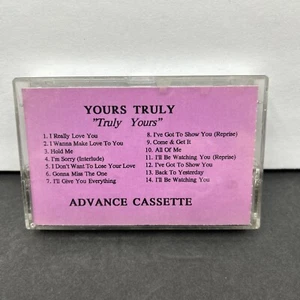 YOURS TRULY
"Truly Yours"
1. I Really Love You
2. I Wanna Make Love To You
3. Hold Me
4. I'm Sorry (Interlude)
5. I Don't Want To Lose Your Love
6. Gonna Miss The One
7. I'll Give You Everything
8. I've Got To Show You (Reprise)
9. Come & Get It
10. All Of Me
11. I'll Be Watching You (Reprise)
12. I've Got To Show You
13. Back To Yesterday
14. I'll Be Watching You
ADVANCE CASSETTE